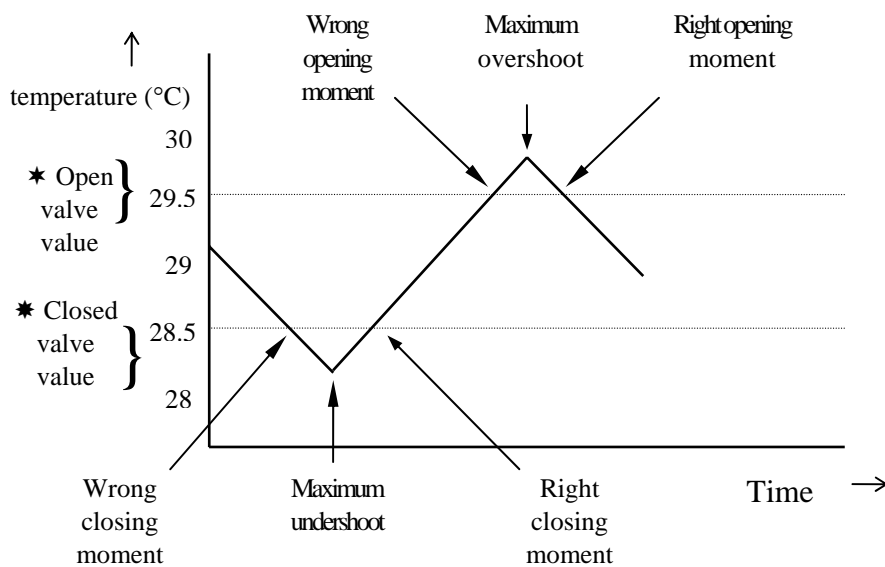 Wrong
opening
moment
Maximum
overshoot
Right opening
moment
temperature (°C)
30
✶ Open
valve
value
}
29.5
29
✸ Closed
valve
value
}
28.5
28
Wrong
closing
moment
Maximum
undershoot
Right
closing
moment
Time